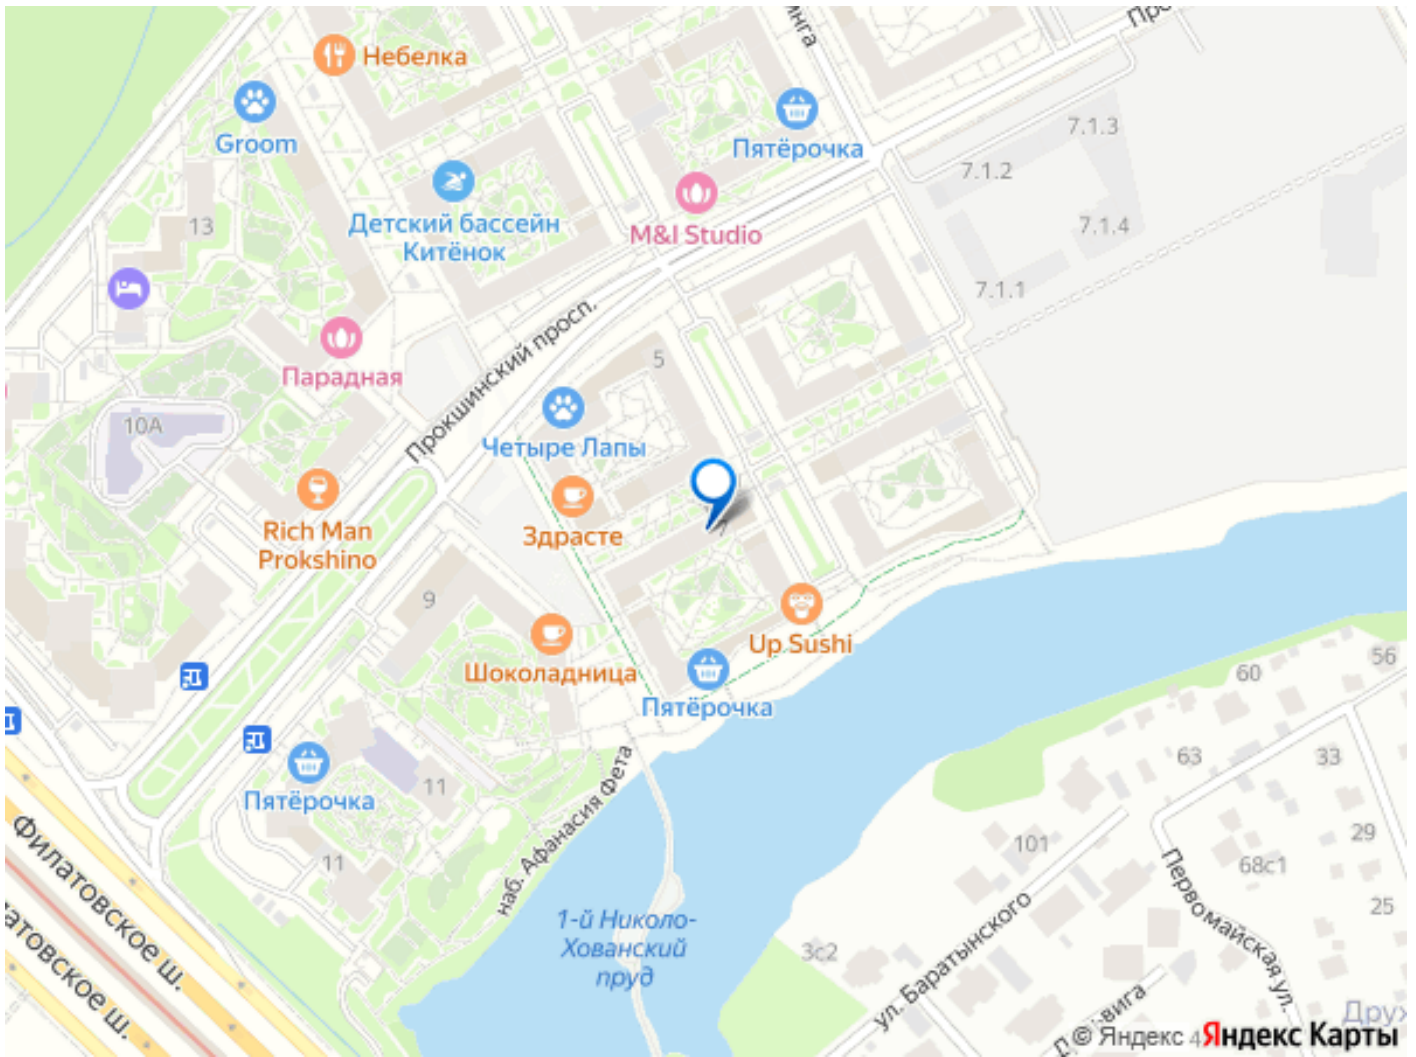 Небелка
Groom
Пятёрочка
7.1.3
7.1.2
Детский бассейн
Китёнок
13
M&I Studio
7.1.4
7.1.1
Прокшинский просп.
Парадная
5
10А
Четыре Лапы
Rich Man
Prokshino
Здрасте
9
Up Sushi
Шоколадница
Пятёрочка
56
60
63
33
Пятёрочка
11
наб. Афанасия Фета
Филатовское ш.
11
101
29
68с1
Первомайская ул.
25
1-й Николо-
Хованский
пруд
3с2
ул. Баратынского
© Яндекс
Яндекс Карты